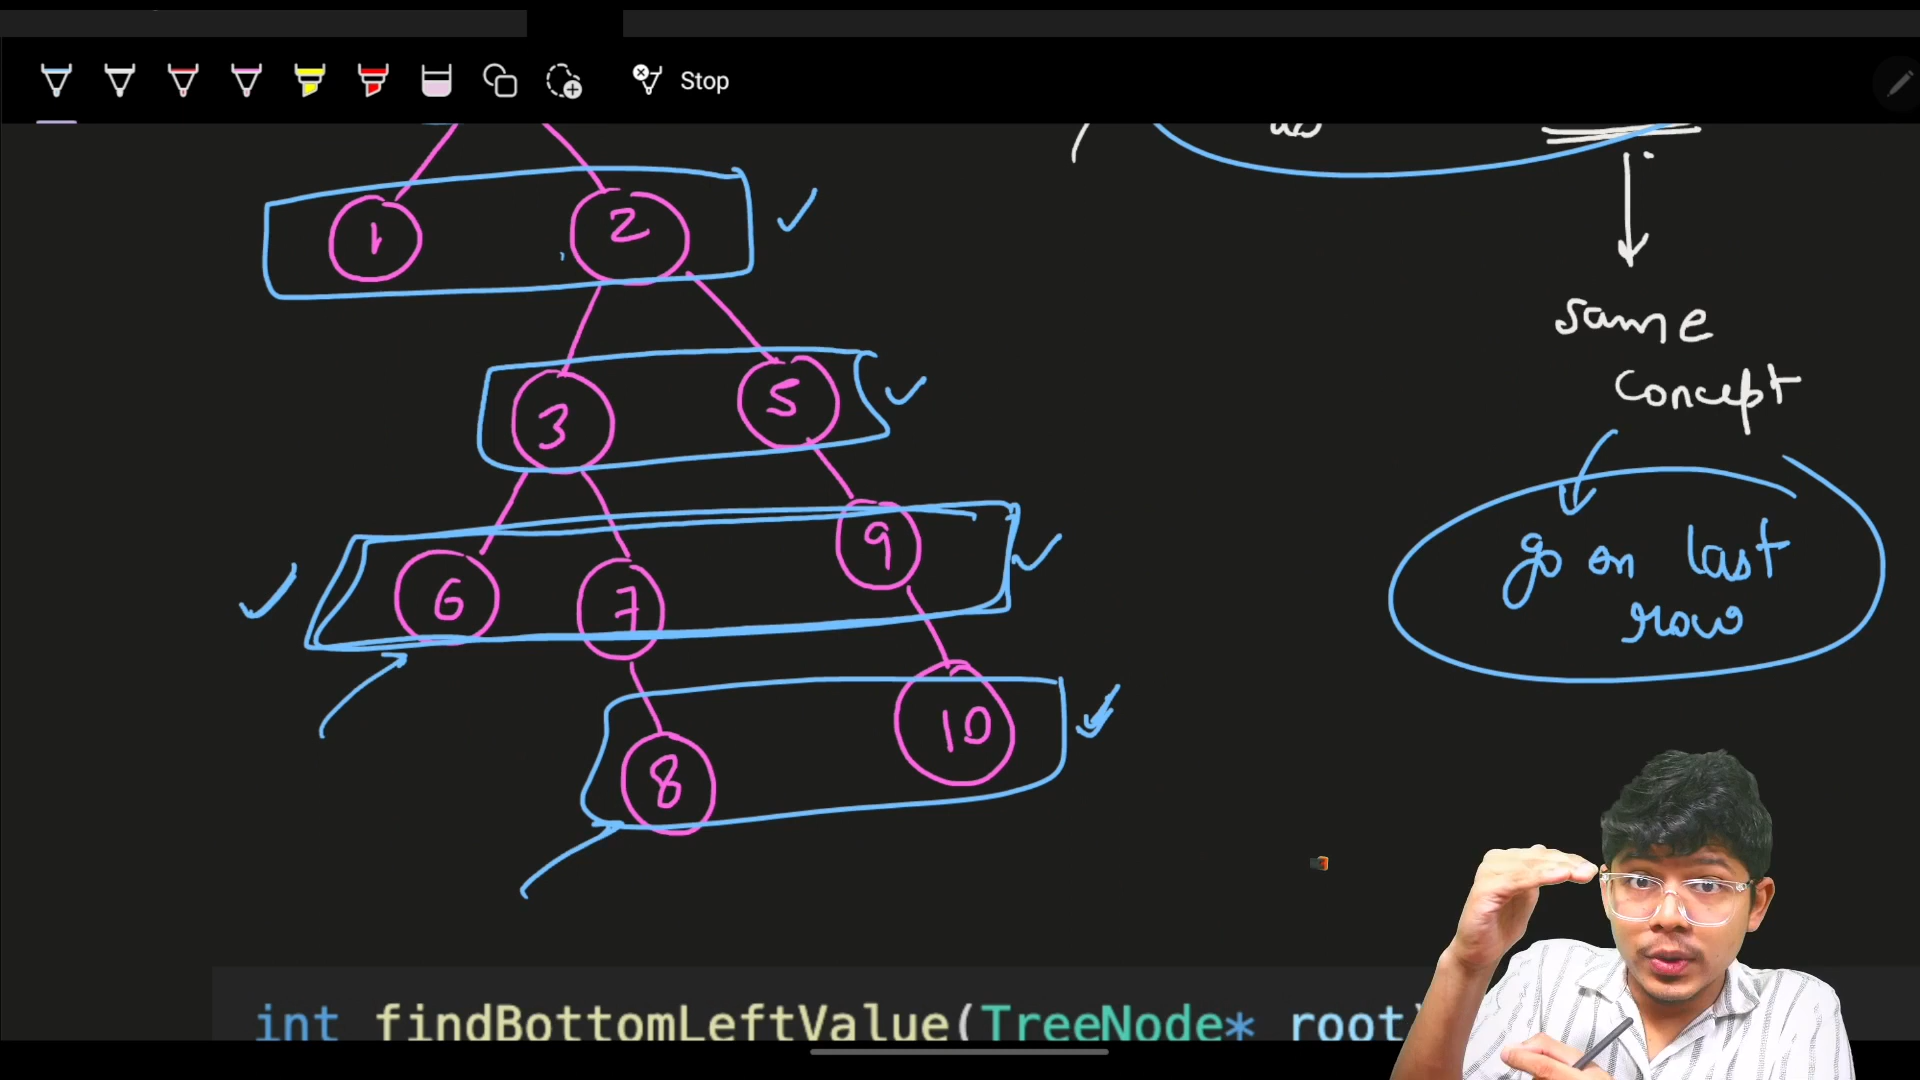 Stop
1
2
same
concept
3
5
go on last
row
6
7
9
8
10
int findBottomLeftValue(TreeNode* root)